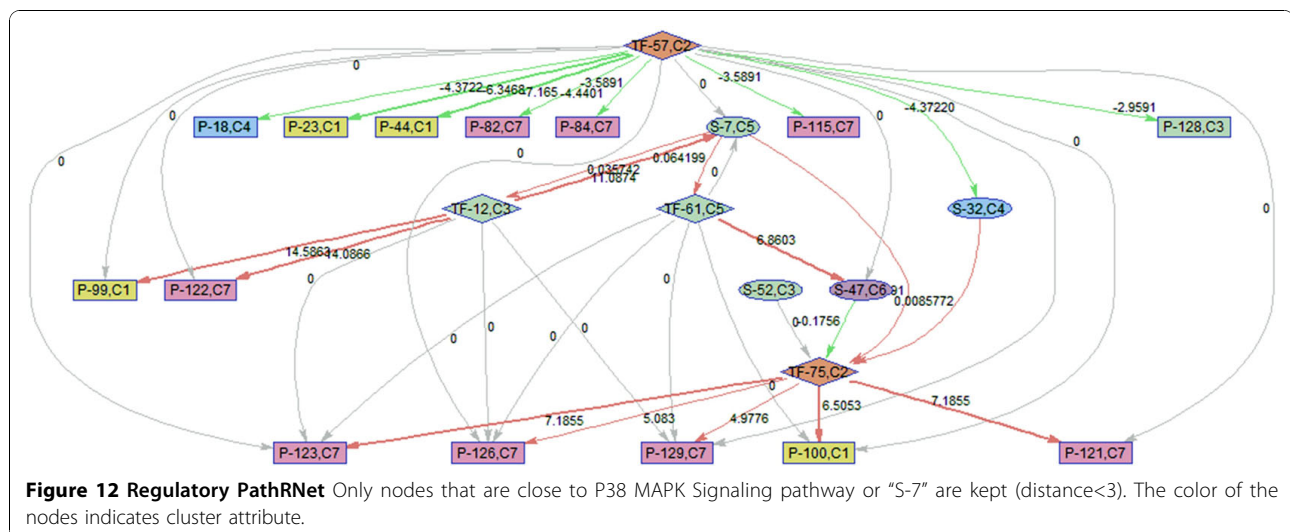 TF-57,C2
0
-4.3722
-6.3468
-7.165
-4.4401
-3.5891
0
-3.5891
-4.37220
-2.9591
P-18,C4
P-23,C1
P-44,C1
P-82,C7
P-84,C7
S-7,C5
P-115,C7
P-128,C3
0
0
0
0
0
0.035742
11.0874
0.064199
0
TF-12,C3
TF-61,C5
S-32,C4
0
14.5863
14.0866
6.8603
P-99,C1
P-122,C7
0
0
S-52,C3
S-47,C6
91
0.0085772
0
0
0
0
0
-0.1756
TF-75,C2
0
7.1855
5.083
4.9776
6.5053
7.1855
P-123,C7
P-126,C7
P-129,C7
P-100,C1
P-121,C7
Figure 12 Regulatory PathRNet Only nodes that are close to P38 MAPK Signaling pathway or “S-7” are kept (distance<3). The color of the
nodes indicates cluster attribute.